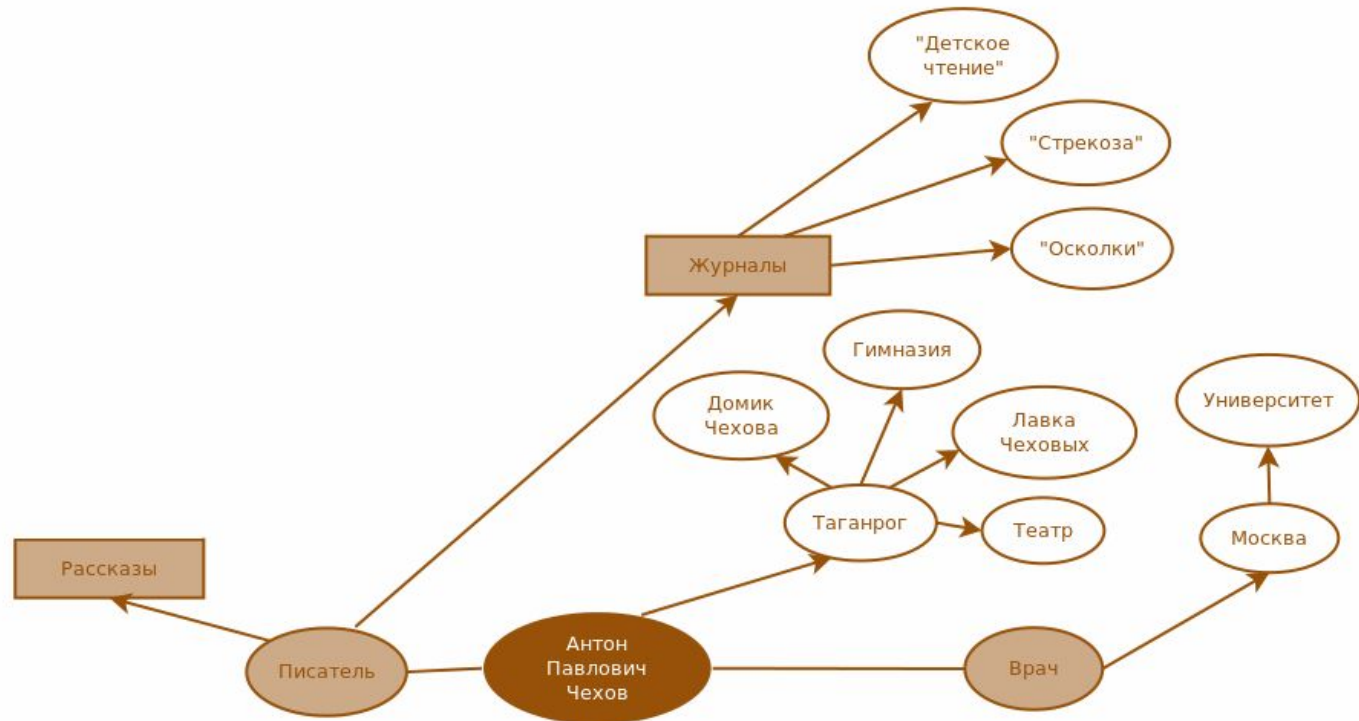 "Детское
чтение"
"Стрекоза"
"Осколки"
Журналы
Гимназия
Домик
Чехова
Лавка
Чеховых
Университет
Таганрог
Театр
Москва
Рассказы
Писатель
Антон
Павлович
Чехов
Врач